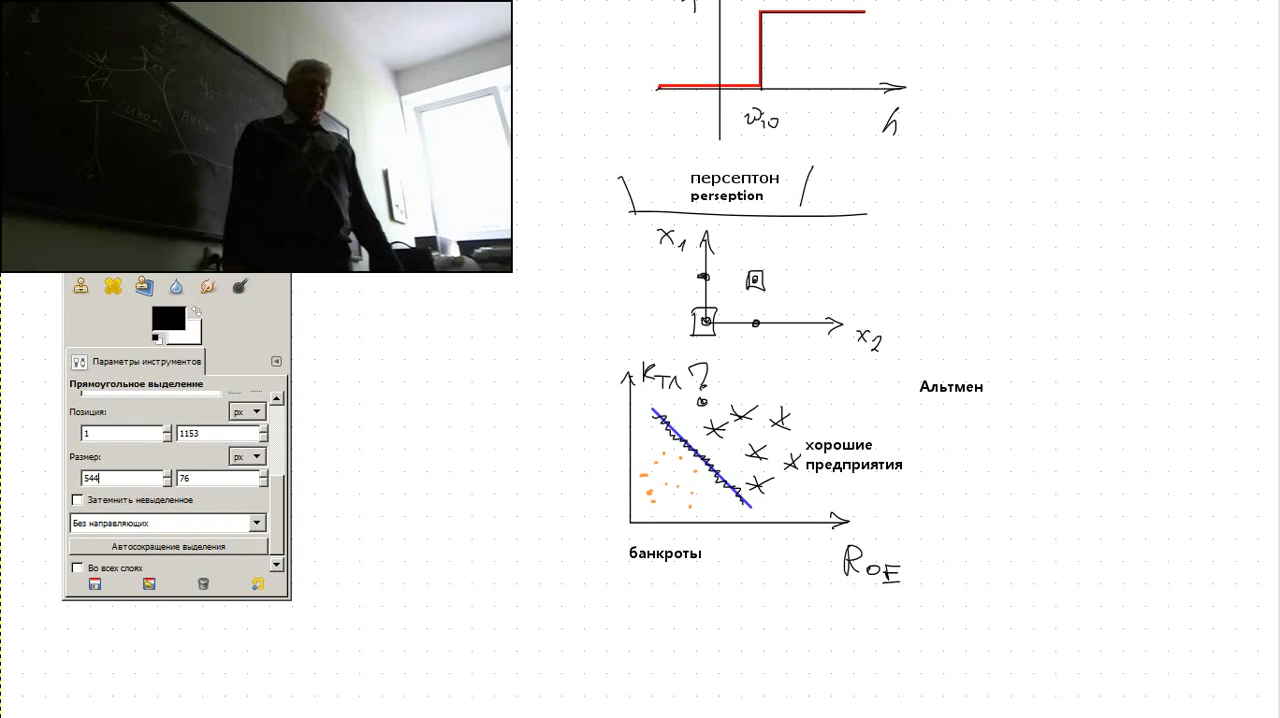 w₁₀
h
персептон
perseption
x₁
x₂
Параметры инструментов
Прямоугольное выделение
Позиция:
px
1
1153
Размер:
px
544
76
Затемнить невыделенное
Без направляющих
Автосокращение выделения
Во всех слоях
Kтл ?
Альтмен
хорошие
предприятия
банкроты
ROE